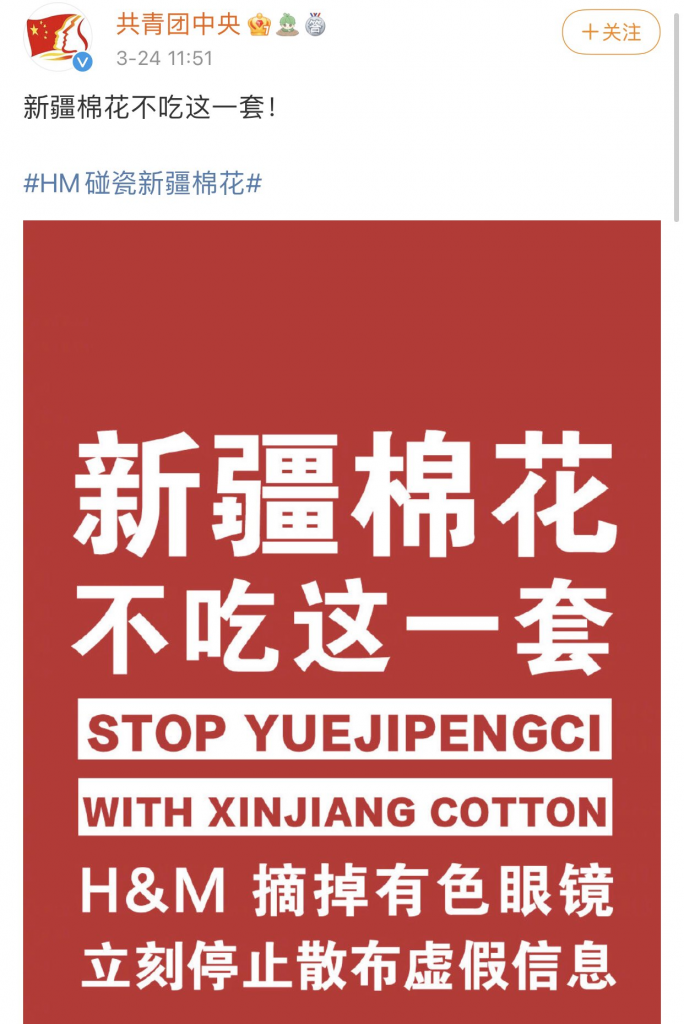 共青团中央
3-24 11:51
+关注
新疆棉花不吃这一套！
#HM碰瓷新疆棉花#
新疆棉花
不吃这一套
STOP YUEJIPENGCI
WITH XINJIANG COTTON
H&M 摘掉有色眼镜
立刻停止散布虚假信息